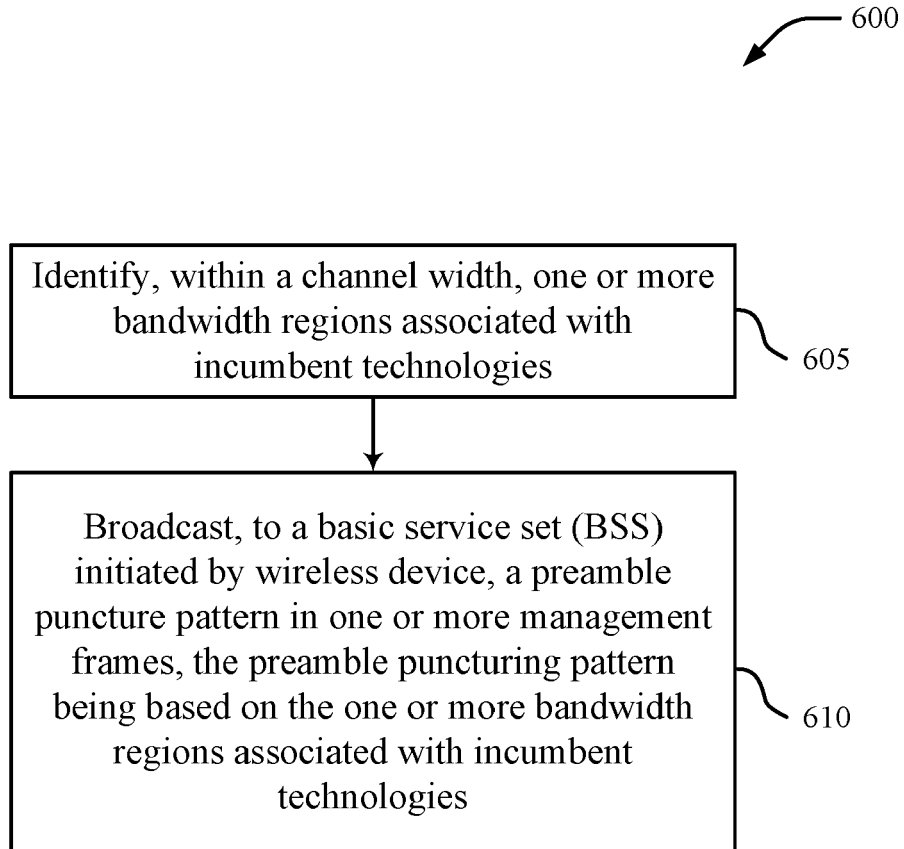 600
Identify, within a channel width, one or more
bandwidth regions associated with
incumbent technologies
605
Broadcast, to a basic service set (BSS)
initiated by wireless device, a preamble
puncture pattern in one or more management
frames, the preamble puncturing pattern
being based on the one or more bandwidth
regions associated with incumbent
technologies
610